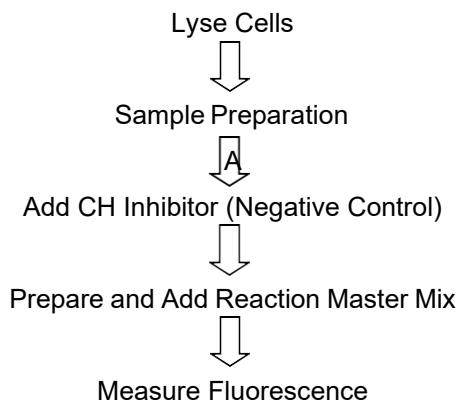 Lyse Cells
Sample Preparation
A
Add CH Inhibitor (Negative Control)
Prepare and Add Reaction Master Mix
Measure Fluorescence